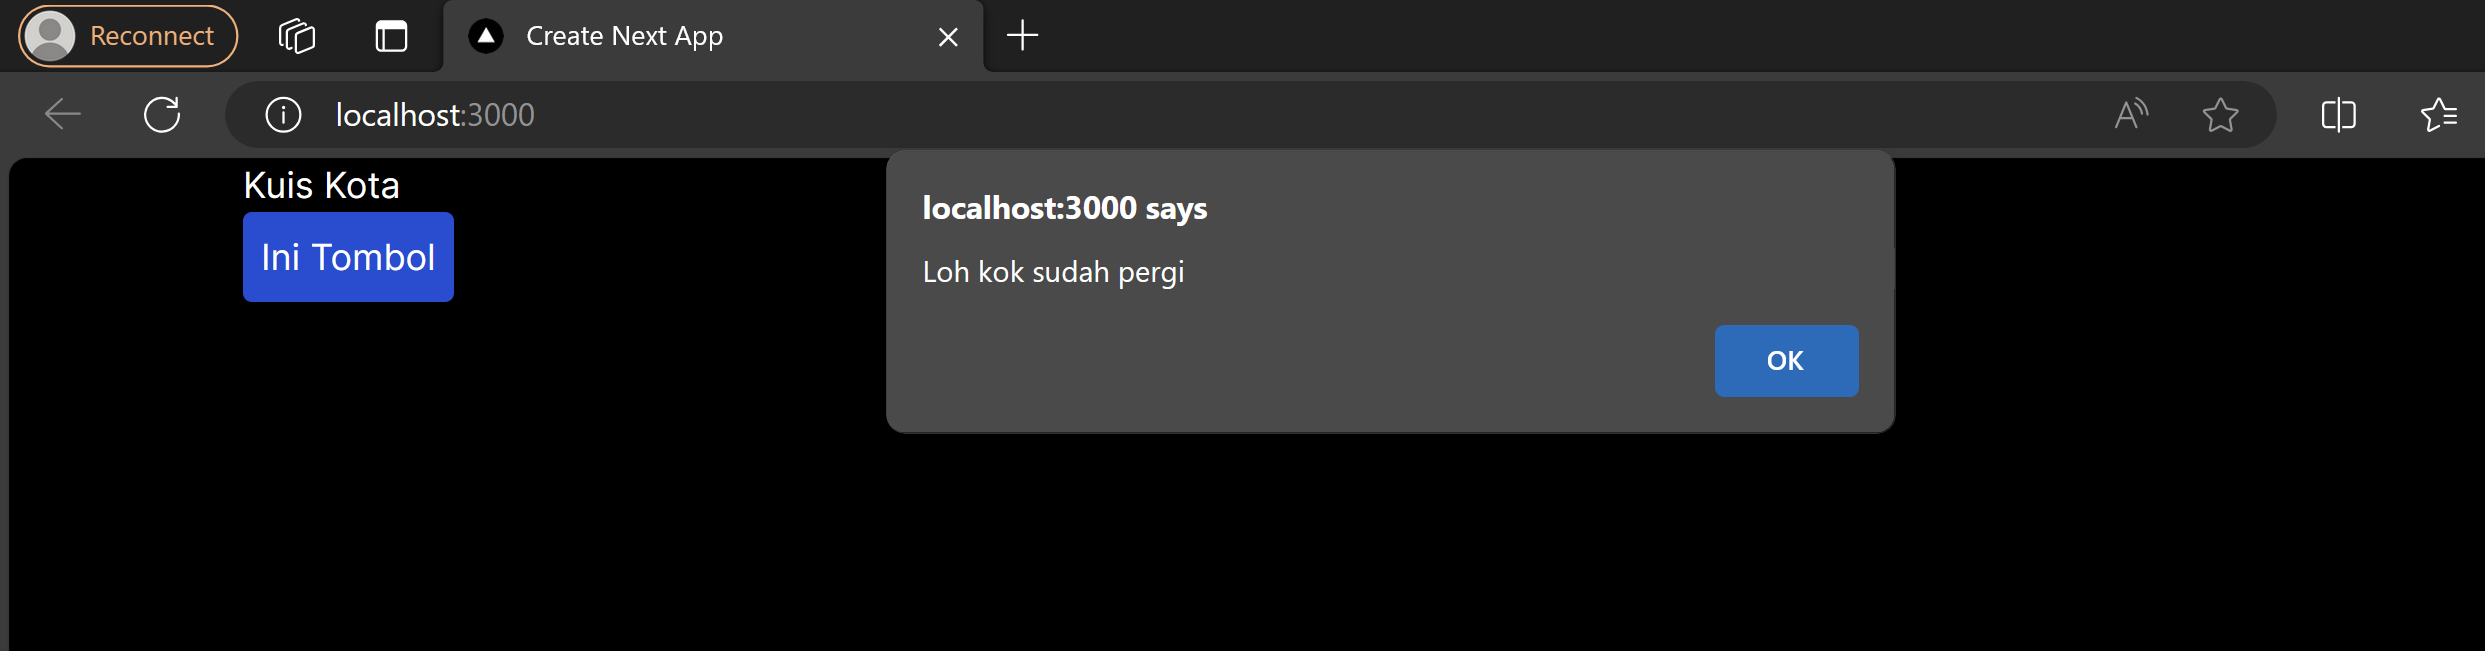 Reconnect
Create Next App
localhost:3000
Kuis Kota
Ini Tombol
localhost:3000 says
Loh kok sudah pergi
OK